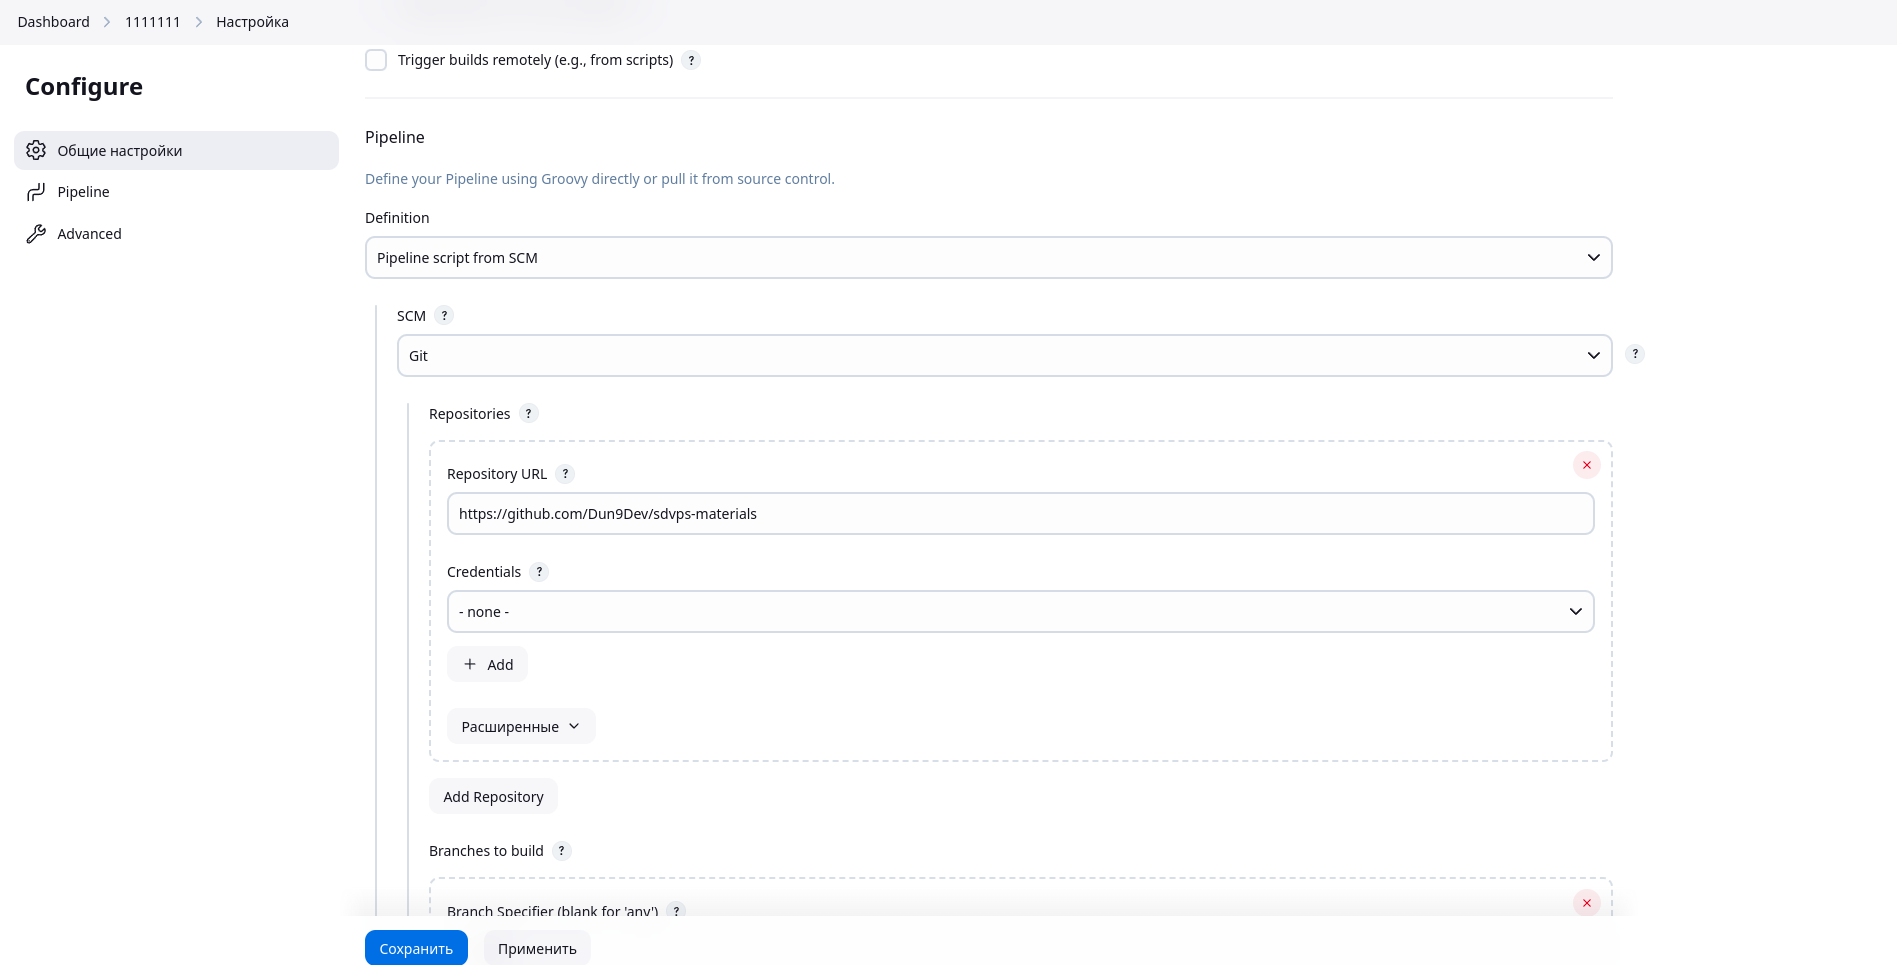 Dashboard > 1111111 > Настройка
Configure
Общие настройки
Pipeline
Advanced
Trigger builds remotely (e.g., from scripts) ?
Pipeline
Define your Pipeline using Groovy directly or pull it from source control.
Definition
Pipeline script from SCM
SCM ?
Git
?
Repositories ?
Repository URL ?
https://github.com/Dun9Dev/sdvps-materials
Credentials ?
- none -
+ Add
Расширенные
Add Repository
Branches to build ?
Branch Specifier (blank for 'any') ?
Сохранить
Применить